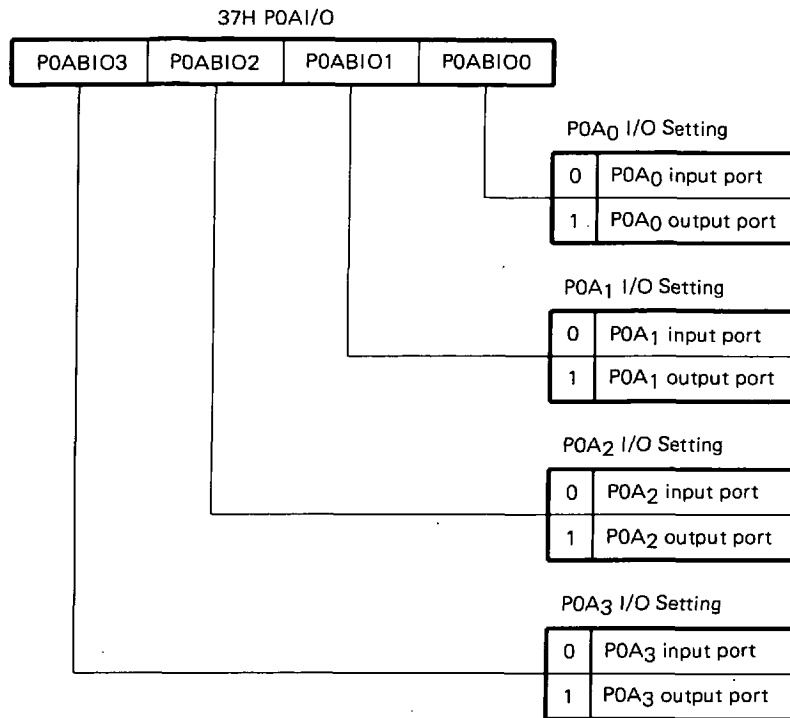 37H P0AI/O
P0ABIO3 P0ABIO2 P0ABIO1 P0ABIO0
P0A0 I/O Setting
0 P0A0 input port
1 P0A0 output port
P0A1 I/O Setting
0 P0A1 input port
1 P0A1 output port
P0A2 I/O Setting
0 P0A2 input port
1 P0A2 output port
P0A3 I/O Setting
0 P0A3 input port
1 P0A3 output port